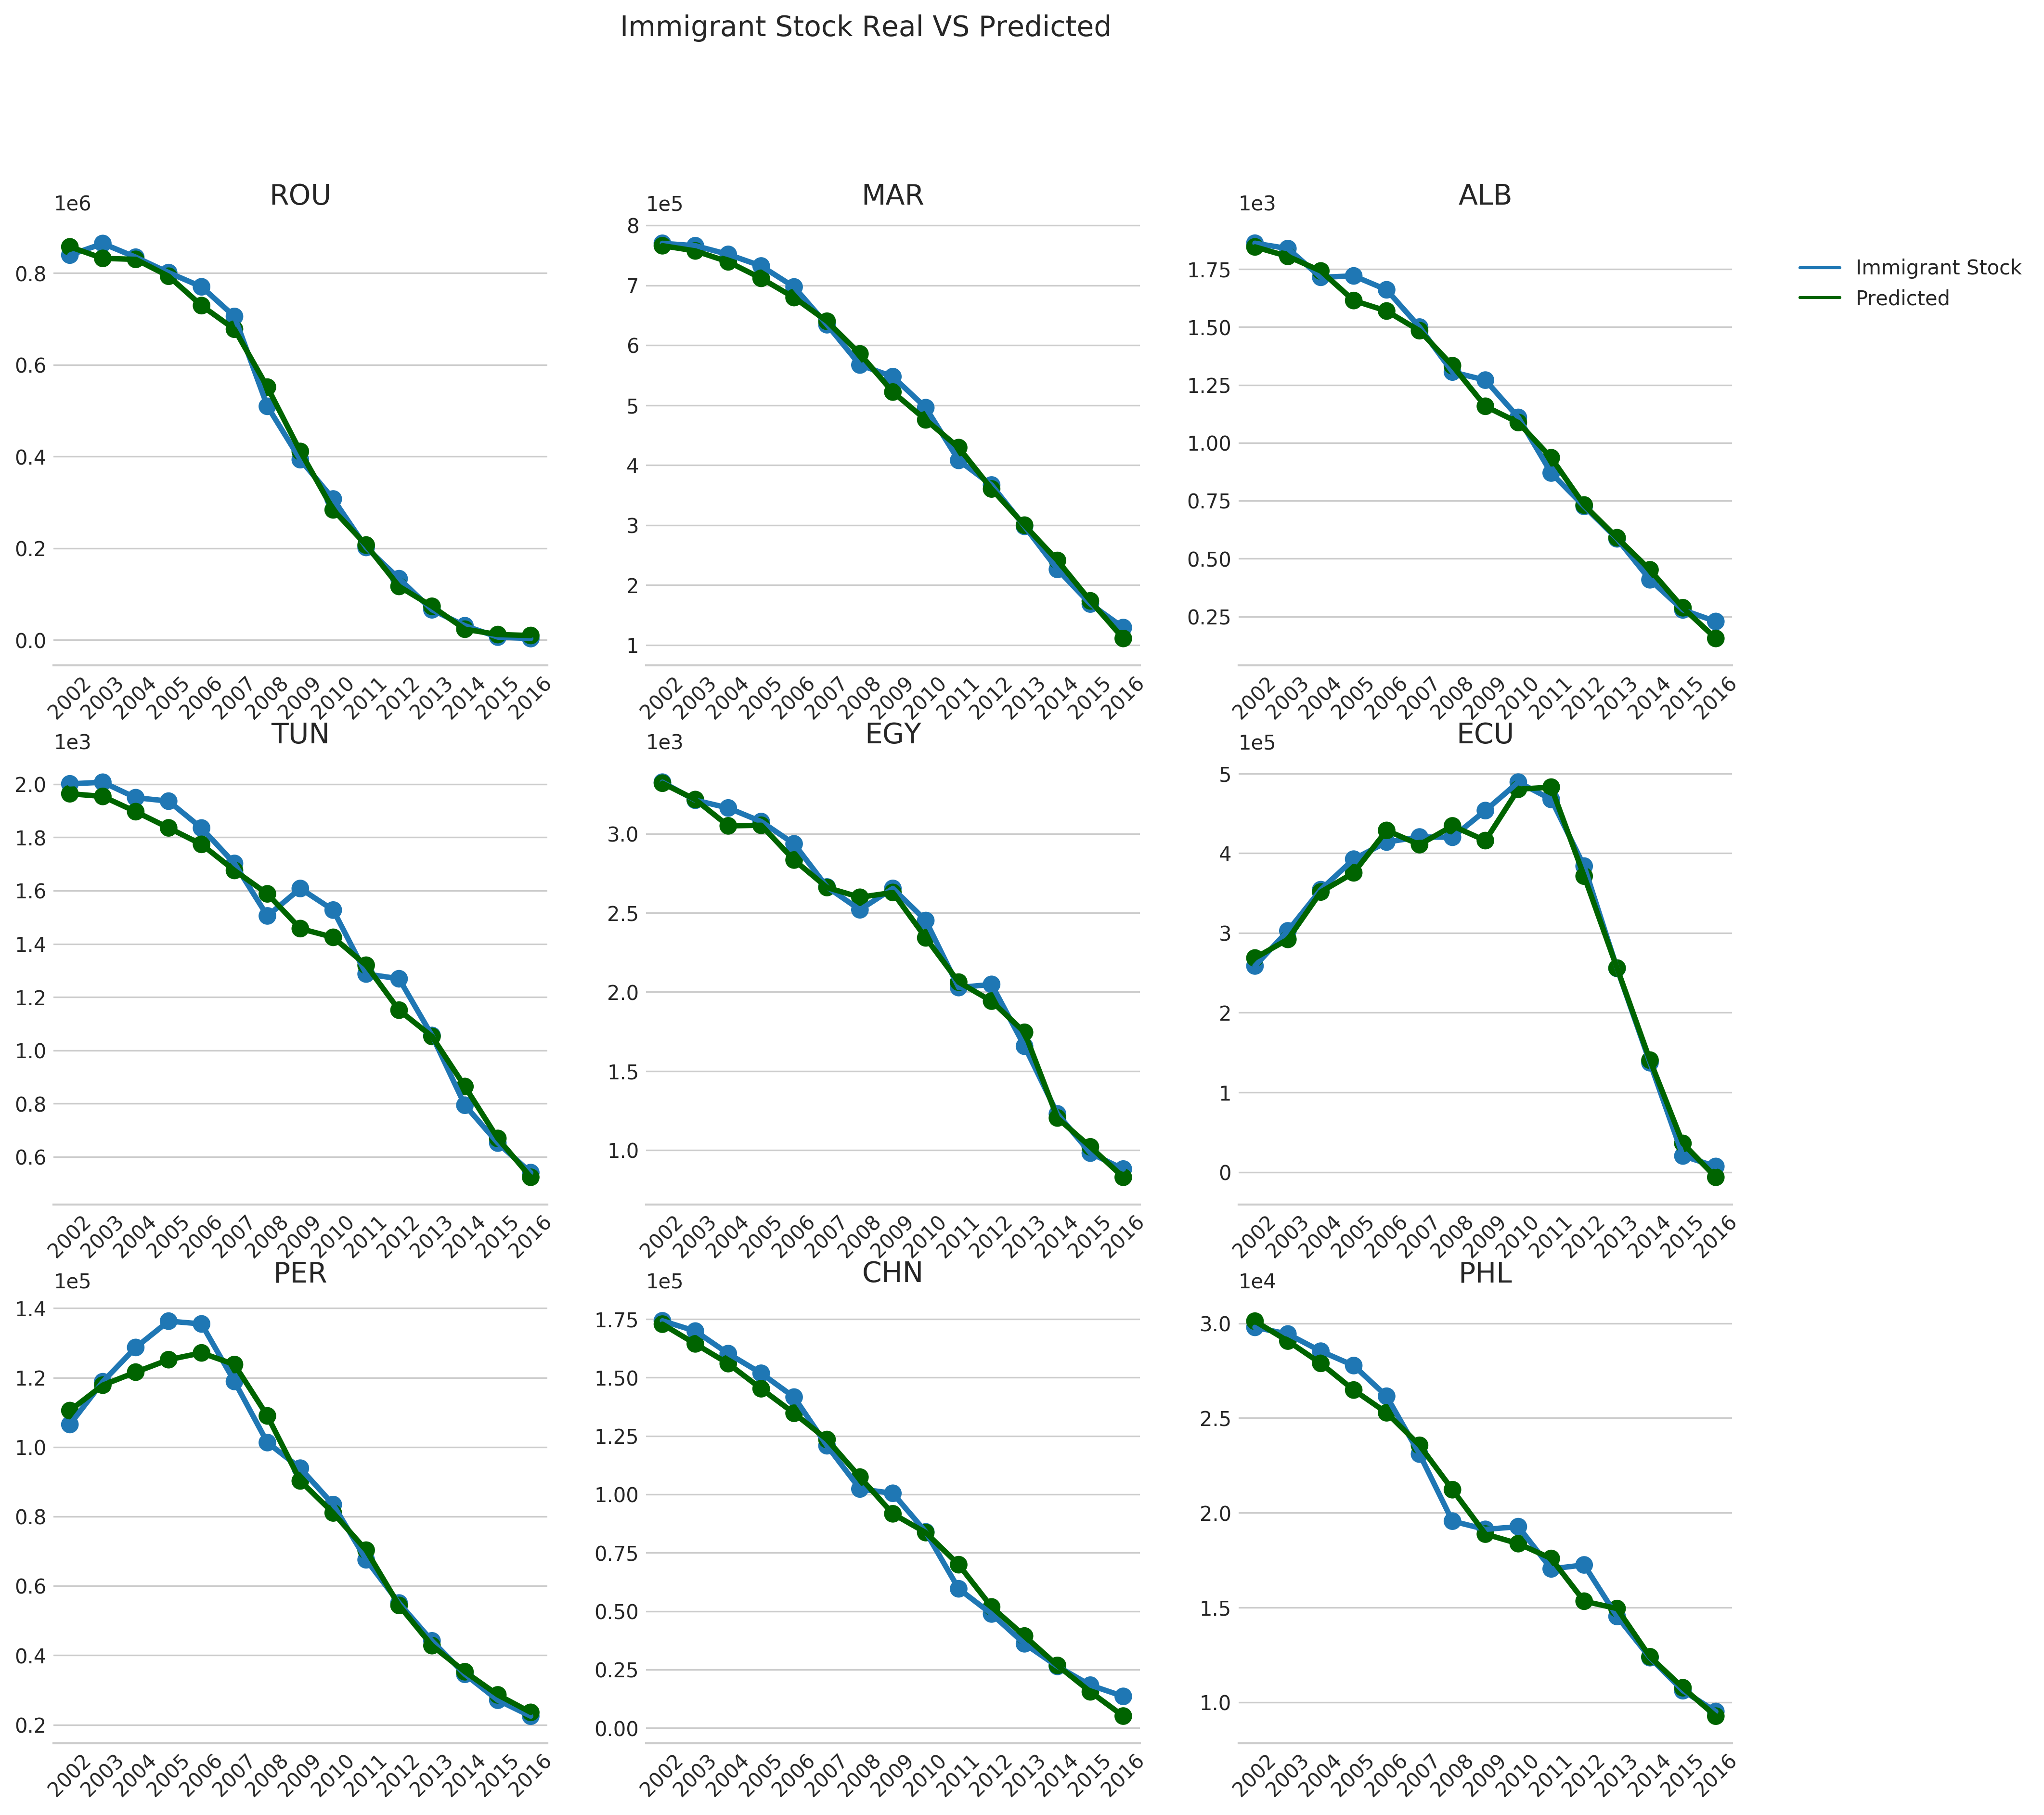 Immigrant Stock Real VS Predicted
ROU
1e6
0.8
0.6
0.4
0.2
0.0
2002 2003 2004 2005 2006 2007 2008 2009 2010 2011 2012 2013 2014 2015 2016
MAR
1e5
8
7
6
5
4
3
2
1
2002 2003 2004 2005 2006 2007 2008 2009 2010 2011 2012 2013 2014 2015 2016
ALB
1e3
1.75
1.50
1.25
1.00
0.75
0.50
0.25
2002 2003 2004 2005 2006 2007 2008 2009 2010 2011 2012 2013 2014 2015 2016
Immigrant Stock
Predicted
TUN
1e3
2.0
1.8
1.6
1.4
1.2
1.0
0.8
0.6
2002 2003 2004 2005 2006 2007 2008 2009 2010 2011 2012 2013 2014 2015 2016
EGY
1e3
3.0
2.5
2.0
1.5
1.0
2002 2003 2004 2005 2006 2007 2008 2009 2010 2011 2012 2013 2014 2015 2016
ECU
1e5
5
4
3
2
1
0
2002 2003 2004 2005 2006 2007 2008 2009 2010 2011 2012 2013 2014 2015 2016
PER
1e5
1.4
1.2
1.0
0.8
0.6
0.4
0.2
2002 2003 2004 2005 2006 2007 2008 2009 2010 2011 2012 2013 2014 2015 2016
CHN
1e5
1.75
1.50
1.25
1.00
0.75
0.50
0.25
0.00
2002 2003 2004 2005 2006 2007 2008 2009 2010 2011 2012 2013 2014 2015 2016
PHL
1e4
3.0
2.5
2.0
1.5
1.0
2002 2003 2004 2005 2006 2007 2008 2009 2010 2011 2012 2013 2014 2015 2016